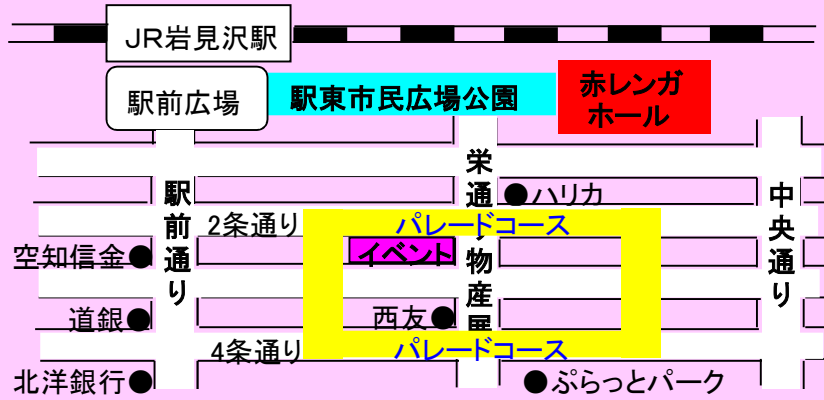 JR岩見沢駅
駅前広場
駅東市民広場公園
赤レンガ
ホール
駅前通り
栄通
物産展
中央通り
●ハリカ
2条通り
パレードコース
空知信金●
イベント
道銀●
西友●
4条通り
パレードコース
北洋銀行●
●ぷらっとパーク